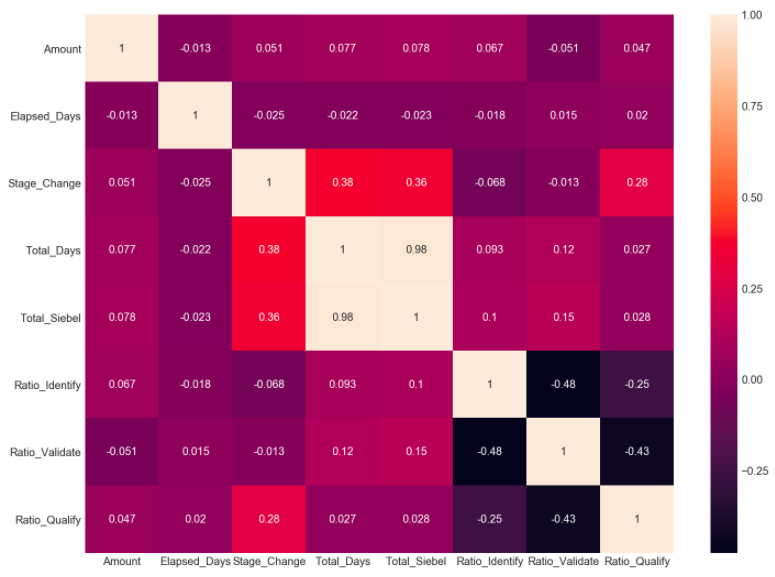 Amount 1 -0.013 0.051 0.077 0.078 0.067 -0.051 0.047
Elapsed_Days -0.013 1 -0.025 -0.022 -0.023 -0.018 0.015 0.02
Stage_Change 0.051 -0.025 1 0.38 0.36 -0.068 -0.013 0.28
Total_Days 0.077 -0.022 0.38 1 0.98 0.093 0.12 0.027
Total_Siebel 0.078 -0.023 0.36 0.98 1 0.1 0.15 0.028
Ratio_Identify 0.067 -0.018 -0.068 0.093 0.1 1 -0.48 -0.25
Ratio_Validate -0.051 0.015 -0.013 0.12 0.15 -0.48 1 -0.43
Ratio_Qualify 0.047 0.02 0.28 0.027 0.028 -0.25 -0.43 1
Amount Elapsed_Days Stage_Change Total_Days Total_Siebel Ratio_Identify Ratio_Validate Ratio_Qualify
1.00
0.75
0.50
0.25
0.00
−0.25